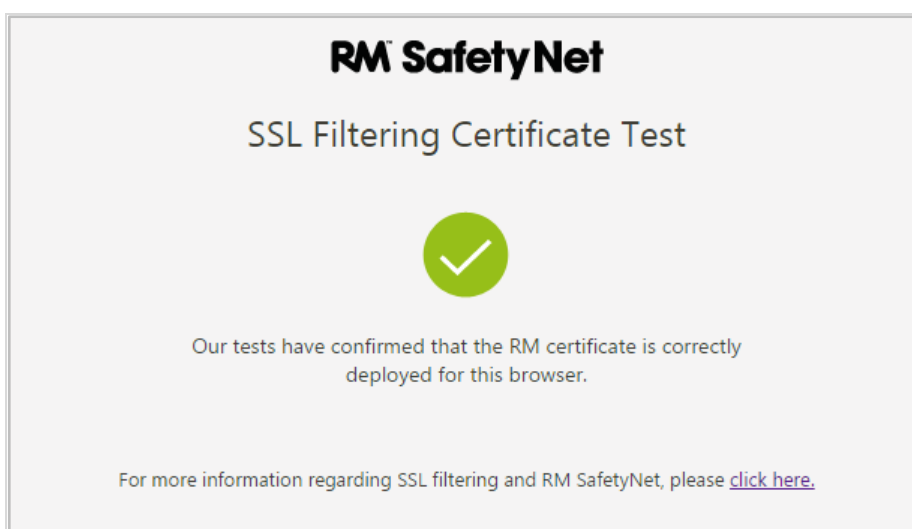 RM™ SafetyNet
SSL Filtering Certificate Test
Our tests have confirmed that the RM certificate is correctly
deployed for this browser.
For more information regarding SSL filtering and RM SafetyNet, please click here.